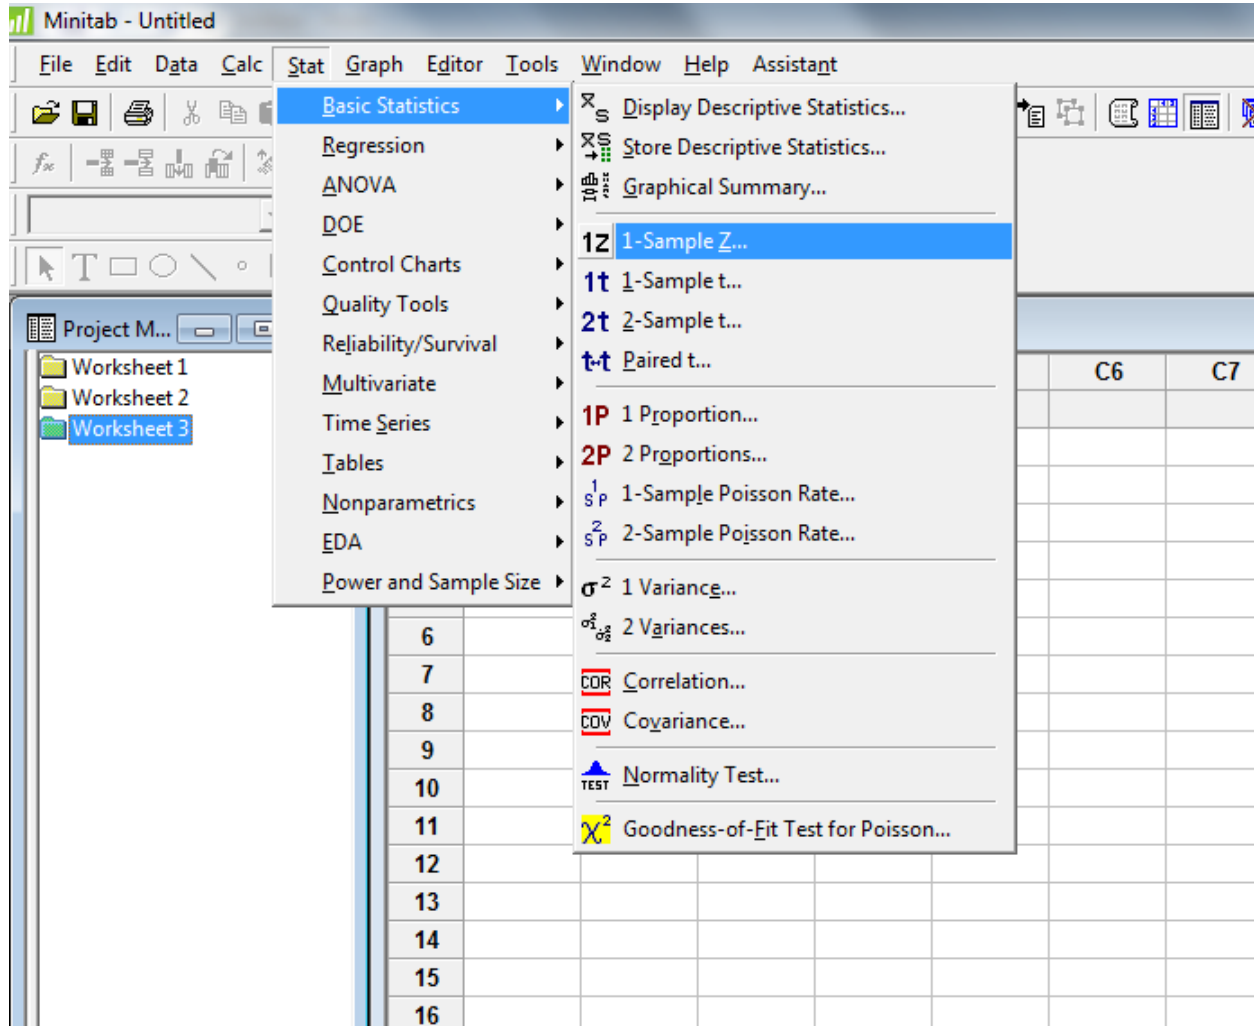 Minitab - Untitled
File Edit Data Calc Stat Graph Editor Tools Window Help Assistant
Basic Statistics
Regression
ANOVA
DOE
Control Charts
Quality Tools
Reliability/Survival
Multivariate
Time Series
Tables
Nonparametrics
EDA
Power and Sample Size
Display Descriptive Statistics...
Store Descriptive Statistics...
Graphical Summary...
1Z 1-Sample Z...
1t 1-Sample t...
2t 2-Sample t...
t-t Paired t...
1P 1 Proportion...
2P 2 Proportions...
1-Sample Poisson Rate...
2-Sample Poisson Rate...
σ² 1 Variance...
2 Variances...
COR Correlation...
COV Covariance...
TEST Normality Test...
χ² Goodness-of-Fit Test for Poisson...
Project M...
Worksheet 1
Worksheet 2
Worksheet 3
C6 C7
6
7
8
9
10
11
12
13
14
15
16